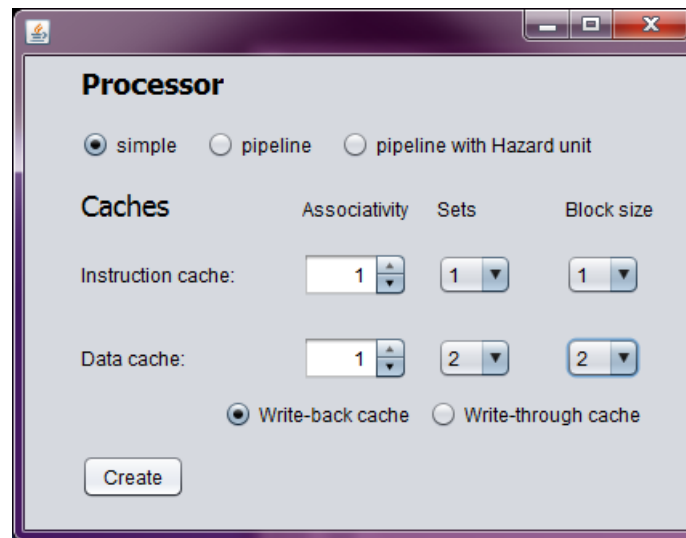 Processor
simple pipeline pipeline with Hazard unit
Caches Associativity Sets Block size
Instruction cache: 1 1 1
Data cache: 1 2 2
Write-back cache Write-through cache
Create